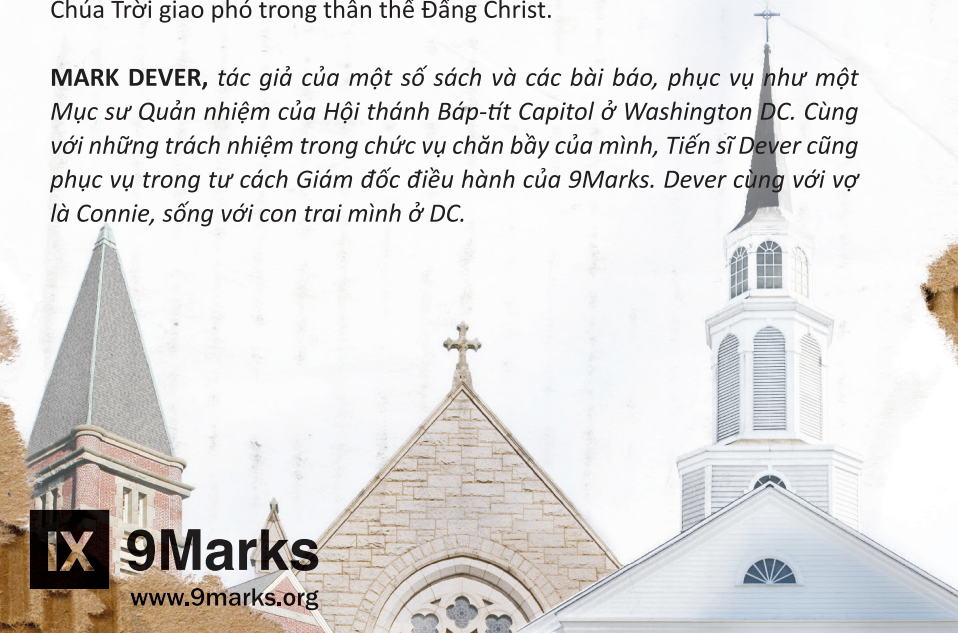 Chúa Trời giao phó trong thân thể Đấng Christ.
MARK DEVER, tác giả của một số sách và các bài báo, phục vụ như một
Mục sư Quản nhiệm của Hội thánh Báp-tít Capitol ở Washington DC. Cùng
với những trách nhiệm trong chức vụ chăn bầy của mình, Tiến sĩ Dever cũng
phục vụ trong tư cách Giám đốc điều hành của 9Marks. Dever cùng với vợ
là Connie, sống với con trai mình ở DC.
IX 9Marks
www.9marks.org